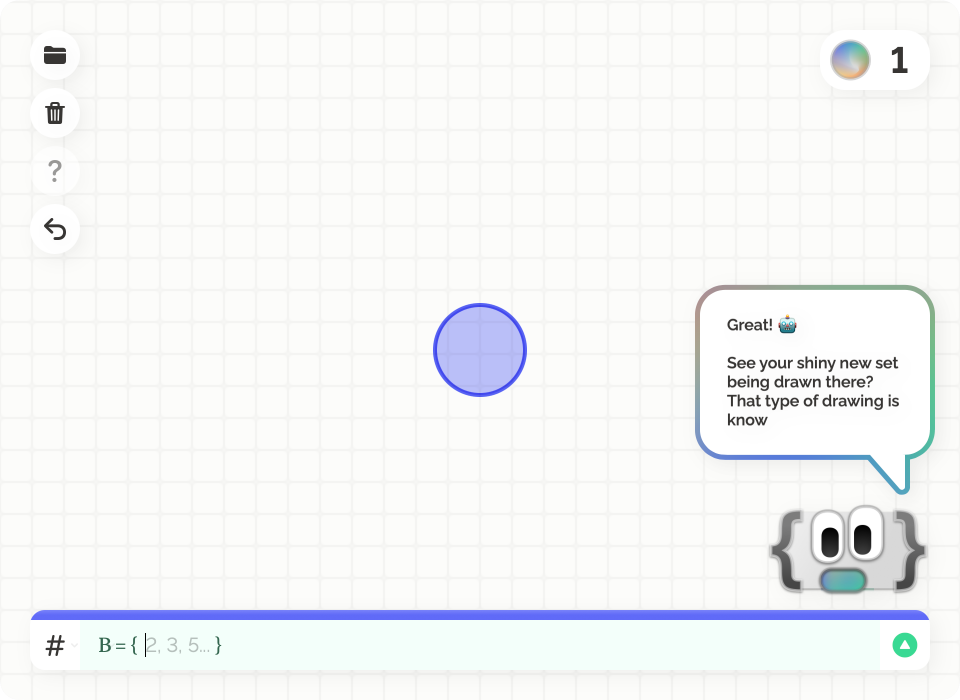 1
?
Great! 🤖
See your shiny new set
being drawn there?
That type of drawing is
know
# B = { 2, 3, 5... }